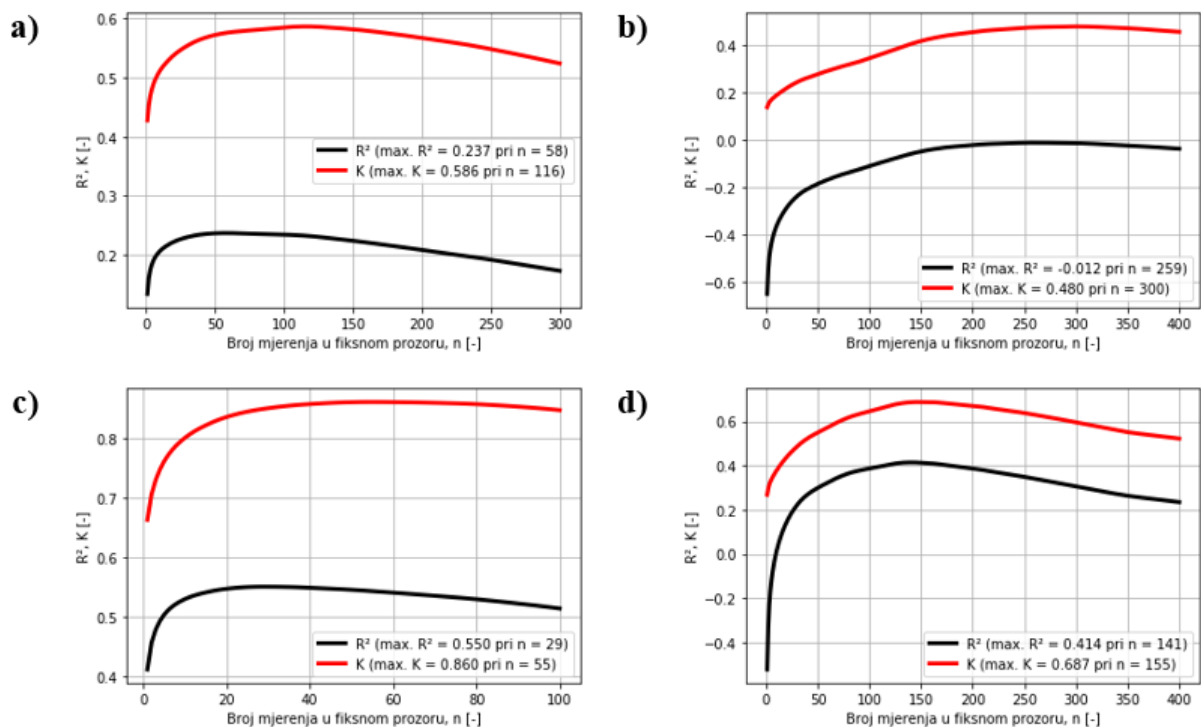 a)
0.6
0.5
0.4
0.3
0.2
R², K [-]
R² (max. R² = 0.237 pri n = 58)
K (max. K = 0.586 pri n = 116)
0 50 100 150 200 250 300
Broj mjerenja u fiksnom prozoru, n [-]
b)
0.4
0.2
0.0
−0.2
−0.4
−0.6
R², K [-]
R² (max. R² = -0.012 pri n = 259)
K (max. K = 0.480 pri n = 300)
0 50 100 150 200 250 300 350 400
Broj mjerenja u fiksnom prozoru, n [-]
c)
0.8
0.7
0.6
0.5
0.4
R², K [-]
R² (max. R² = 0.550 pri n = 29)
K (max. K = 0.860 pri n = 55)
0 20 40 60 80 100
Broj mjerenja u fiksnom prozoru, n [-]
d)
0.6
0.4
0.2
0.0
−0.2
−0.4
R², K [-]
R² (max. R² = 0.414 pri n = 141)
K (max. K = 0.687 pri n = 155)
0 50 100 150 200 250 300 350 400
Broj mjerenja u fiksnom prozoru, n [-]